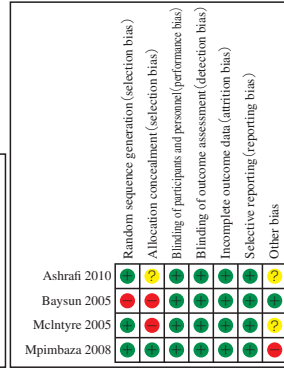 Random sequence generation(selection bias)
Allocation concealment(selection bias)
Blinding of participants and personnel(performance bias)
Blinding of outcome assessment(detection bias)
Incomplete outcome data(attrition bias)
Selective reporting(reporting bias)
Other bias
Ashrafi 2010 + ? + + + + ?
Baysun 2005 − − + + + + +
McIntyre 2005 + − + + + + ?
Mpimbaza 2008 + + + + + + −